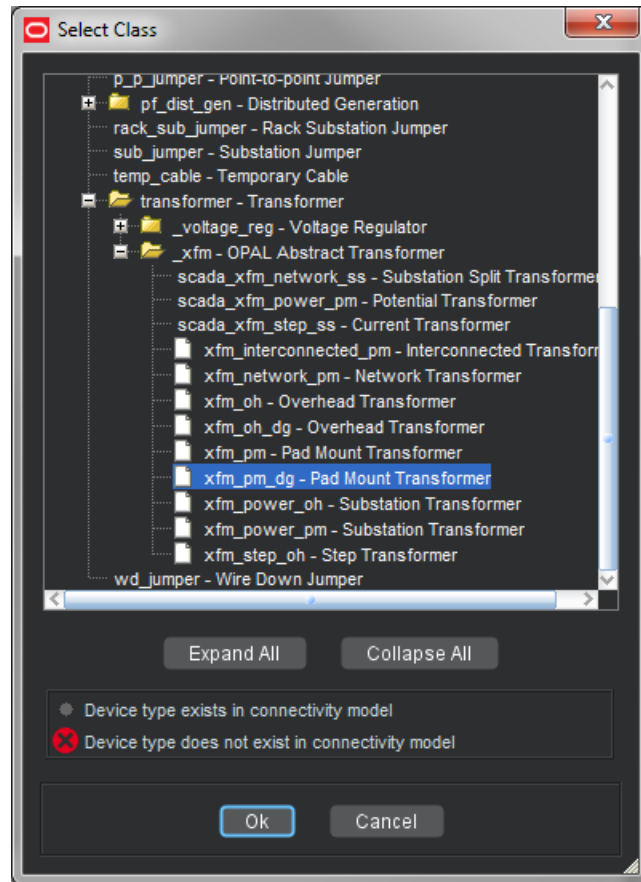 Select Class
p_p_jumper - Point-to-point Jumper
pf_dist_gen - Distributed Generation
rack_sub_jumper - Rack Substation Jumper
sub_jumper - Substation Jumper
temp_cable - Temporary Cable
transformer - Transformer
_voltage_reg - Voltage Regulator
_xfm - OPAL Abstract Transformer
scada_xfm_network_ss - Substation Split Transformer
scada_xfm_power_pm - Potential Transformer
scada_xfm_step_ss - Current Transformer
xfm_interconnected_pm - Interconnected Transforr
xfm_network_pm - Network Transformer
xfm_oh - Overhead Transformer
xfm_oh_dg - Overhead Transformer
xfm_pm - Pad Mount Transformer
xfm_pm_dg - Pad Mount Transformer
xfm_power_oh - Substation Transformer
xfm_power_pm - Substation Transformer
xfm_step_oh - Step Transformer
wd_jumper - Wire Down Jumper
Expand All Collapse All
Device type exists in connectivity model
Device type does not exist in connectivity model
Ok Cancel